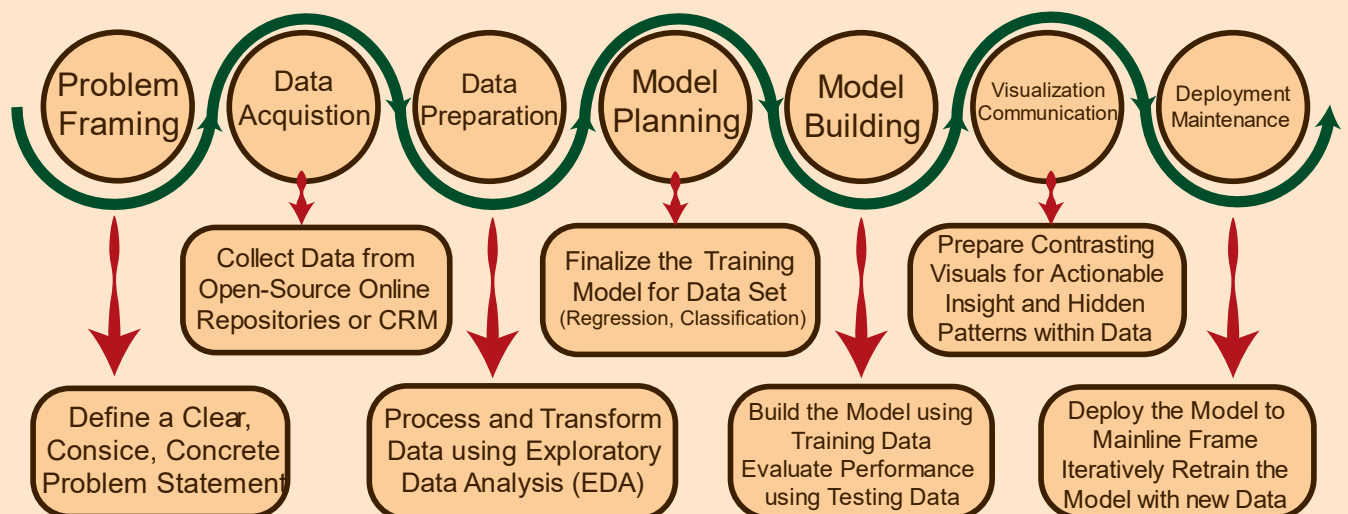 Problem
Framing
Data
Acquistion
Data
Preparation
Model
Planning
Model
Building
Visualization
Communication
Deployment
Maintenance
Collect Data from
Open-Source Online
Repositories or CRM
Finalize the Training
Model for Data Set
(Regression, Classification)
Prepare Contrasting
Visuals for Actionable
Insight and Hidden
Patterns within Data
Define a Clear,
Consice, Concrete
Problem Statement
Process and Transform
Data using Exploratory
Data Analysis (EDA)
Build the Model using
Training Data
Evaluate Performance
using Testing Data
Deploy the Model to
Mainline Frame
Iteratively Retrain the
Model with new Data